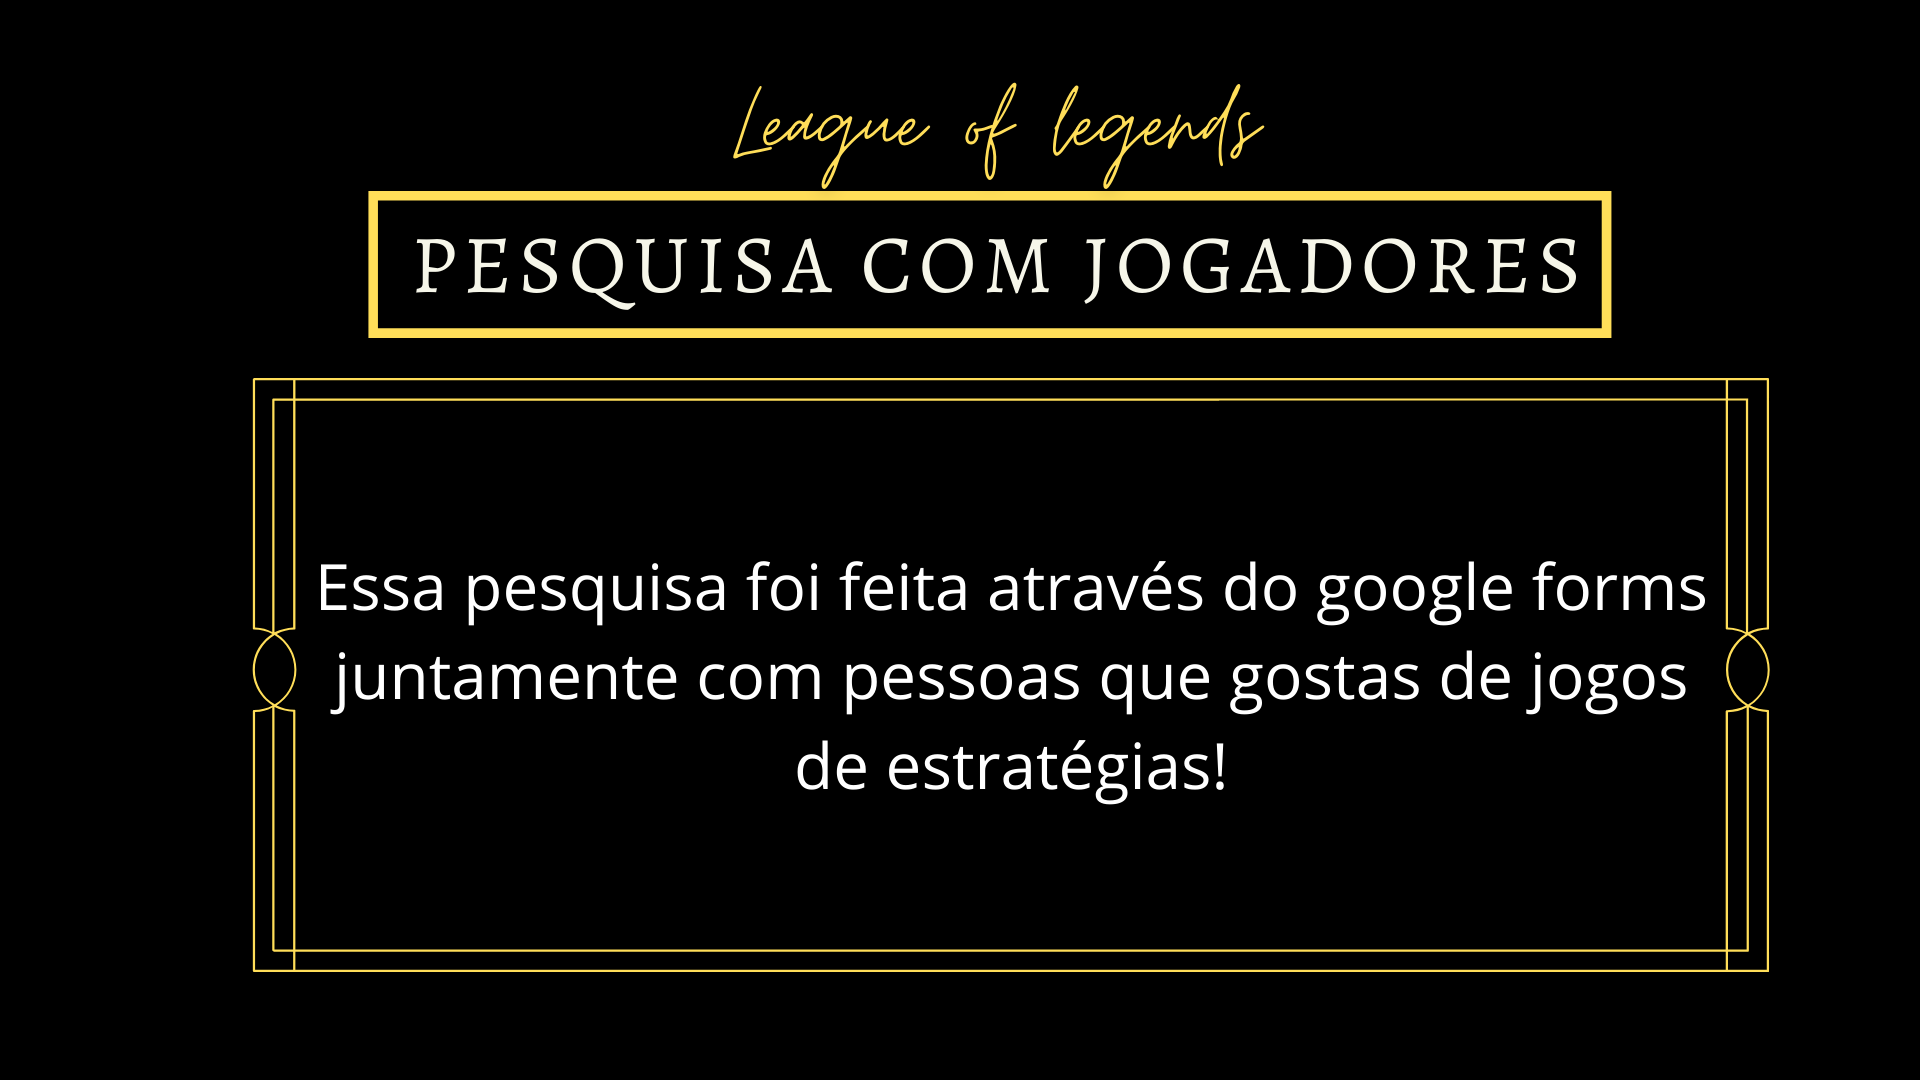 League of legends
PESQUISA COM JOGADORES
Essa pesquisa foi feita através do google forms
juntamente com pessoas que gostas de jogos
de estratégias!